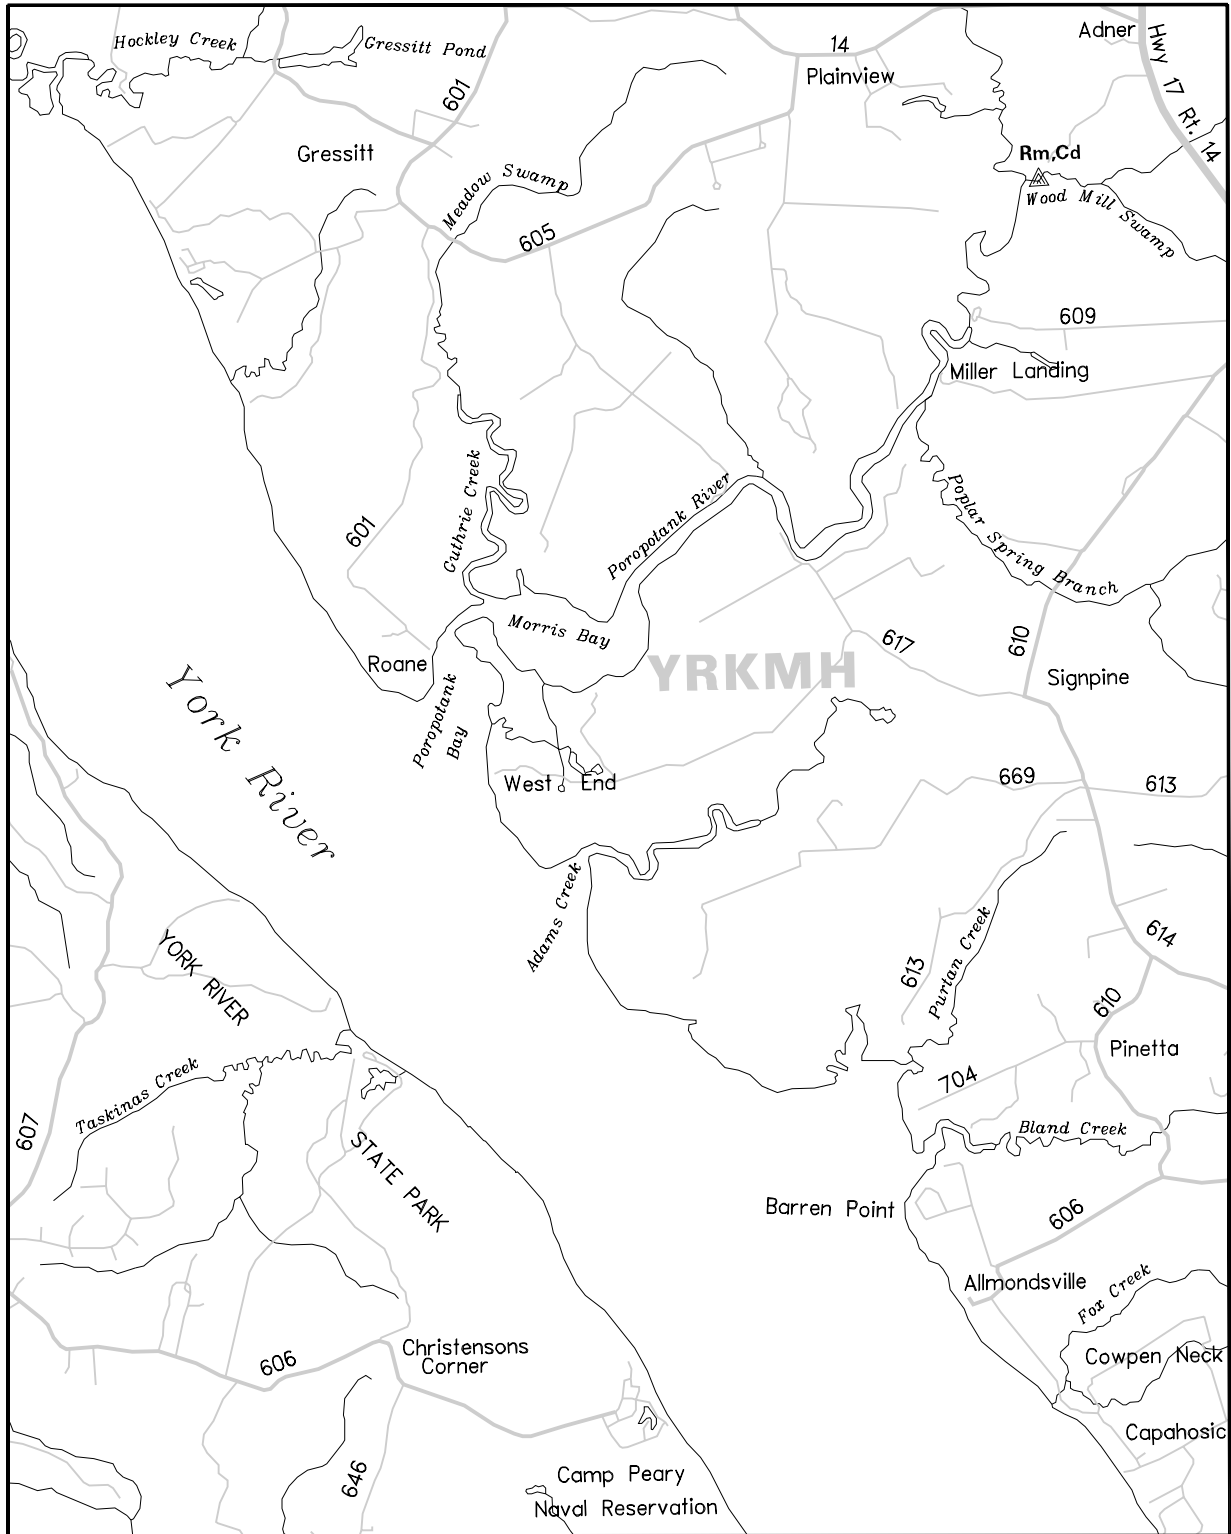 Hockley Creek
Gressitt Pond
14
Adner
Hwy 17 Rt. 14
Plainview
601
Gressitt
Rm,Cd
Meadow Swamp
Wood Mill Swamp
605
609
Miller Landing
Guthrie Creek
Poropotank River
Poplar Spring Branch
601
Morris Bay
617
610
Roane
YRKMH
Signpine
York River
Poropotank
Bay
West End
669
613
Adams Creek
Purtan Creek
614
YORK RIVER
613
610
Pinetta
Taskinas Creek
704
607
STATE PARK
Bland Creek
Barren Point
606
Allmondsville
Fox Creek
Christensons
Corner
606
Cowpen Neck
Capahosic
646
Camp Peary
Naval Reservation